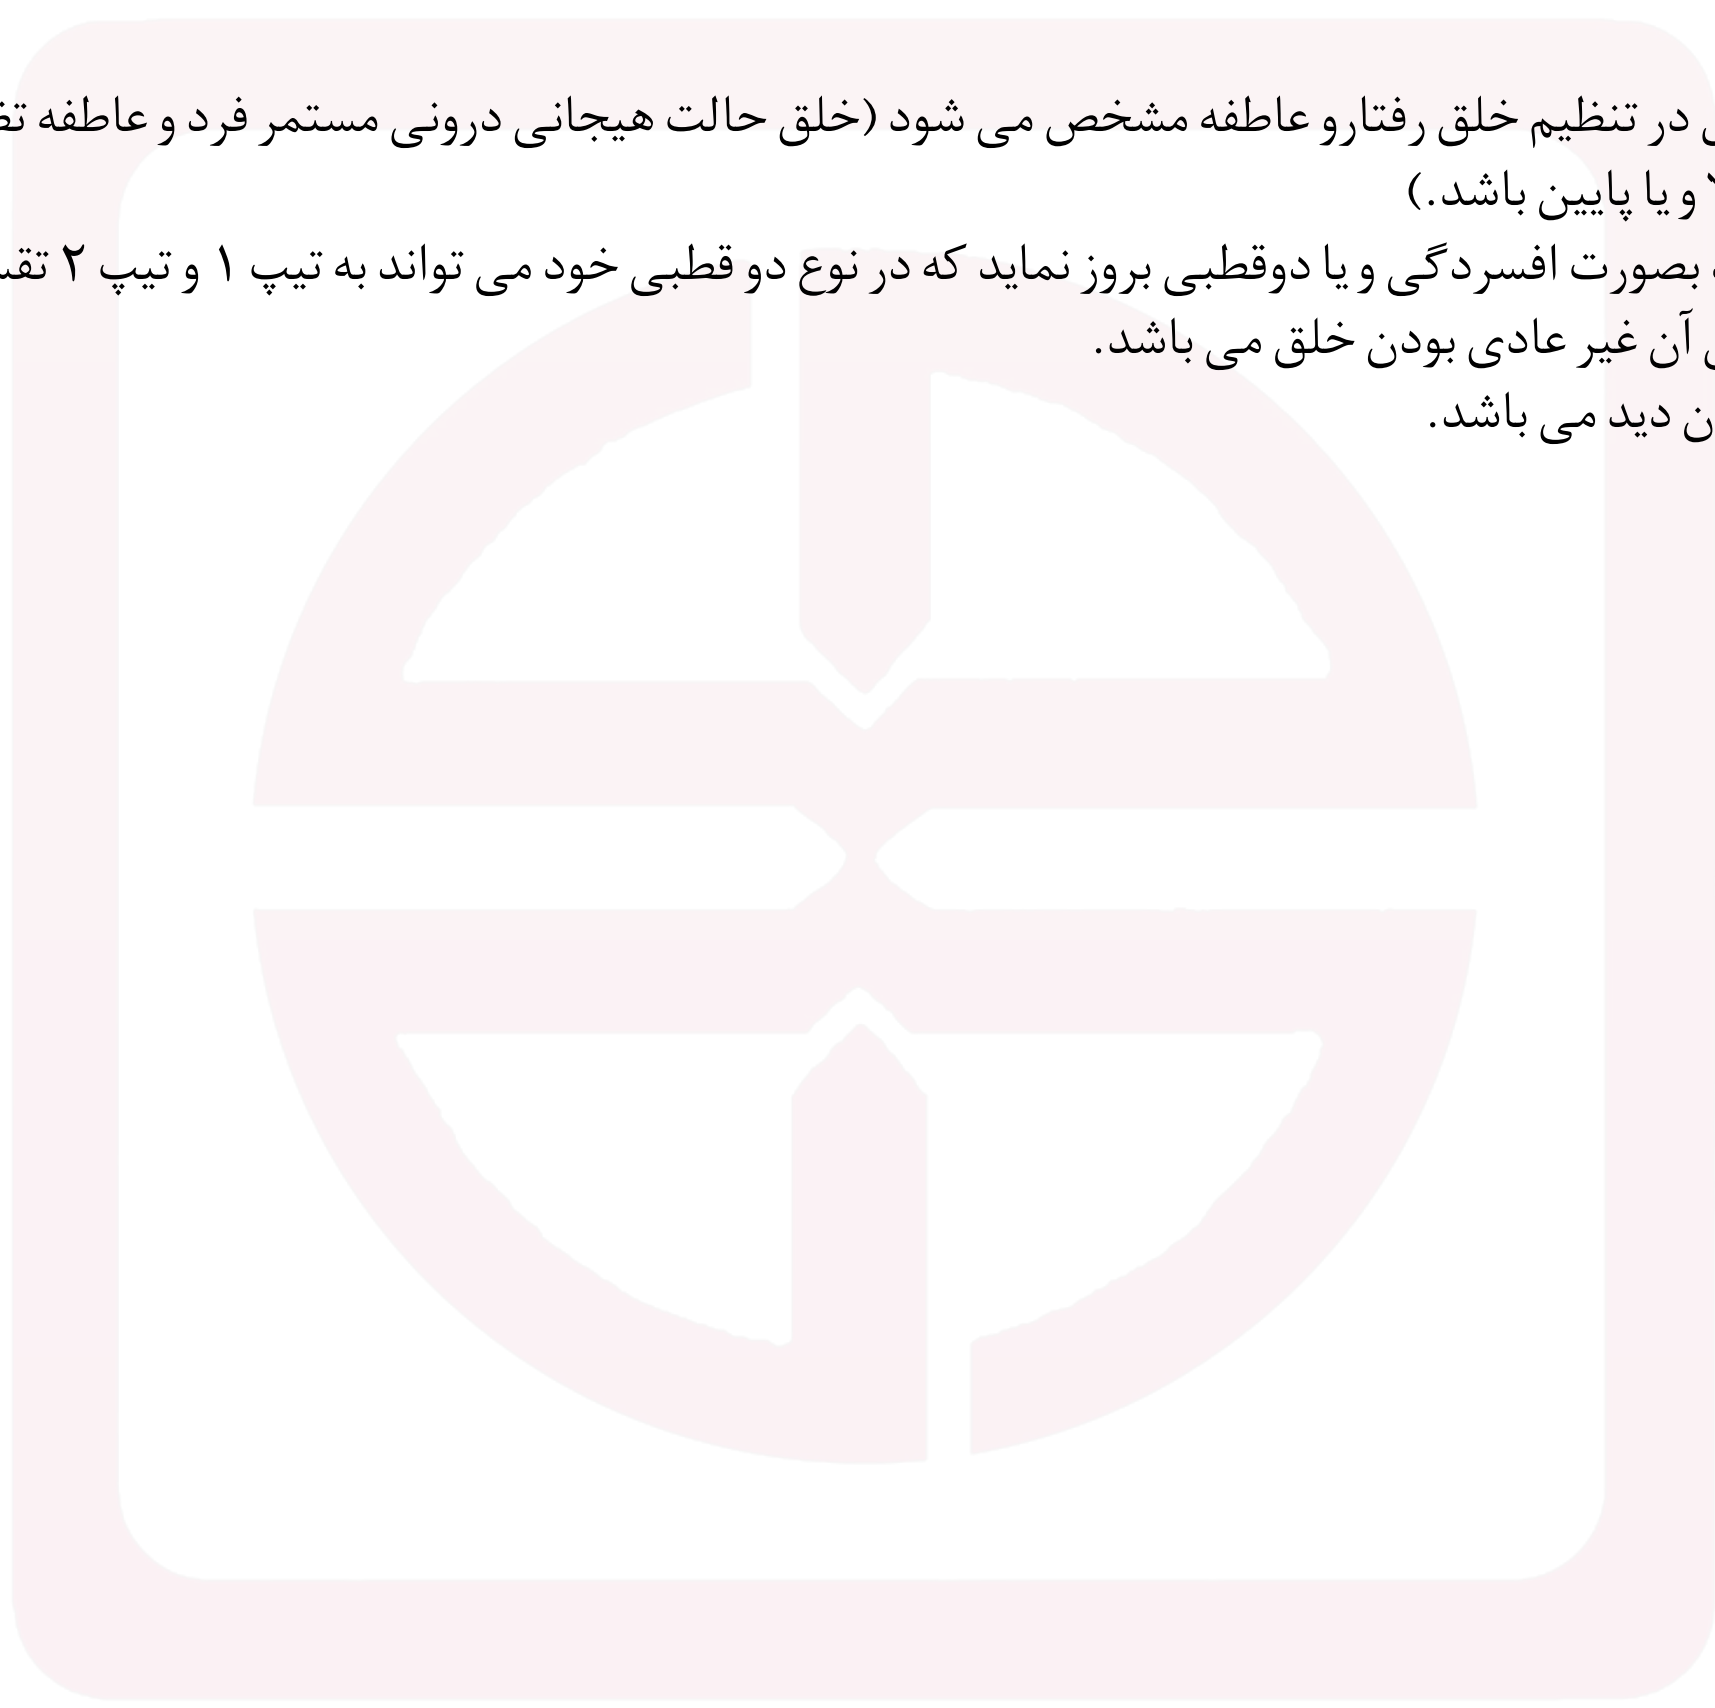 در تنظیم خلق رفتارو عاطفه مشخص می شود (خلق حالت هیجانی درونی مستمر فرد و عاطفه
و یا پایین باشد.)
بصورت افسردگی و یا دوقطبی بروز نماید که در نوع دو قطبی خود می تواند به تیپ ۱ و تیپ ۲
آن غیر عادی بودن خلق می باشد.
دید می باشد.